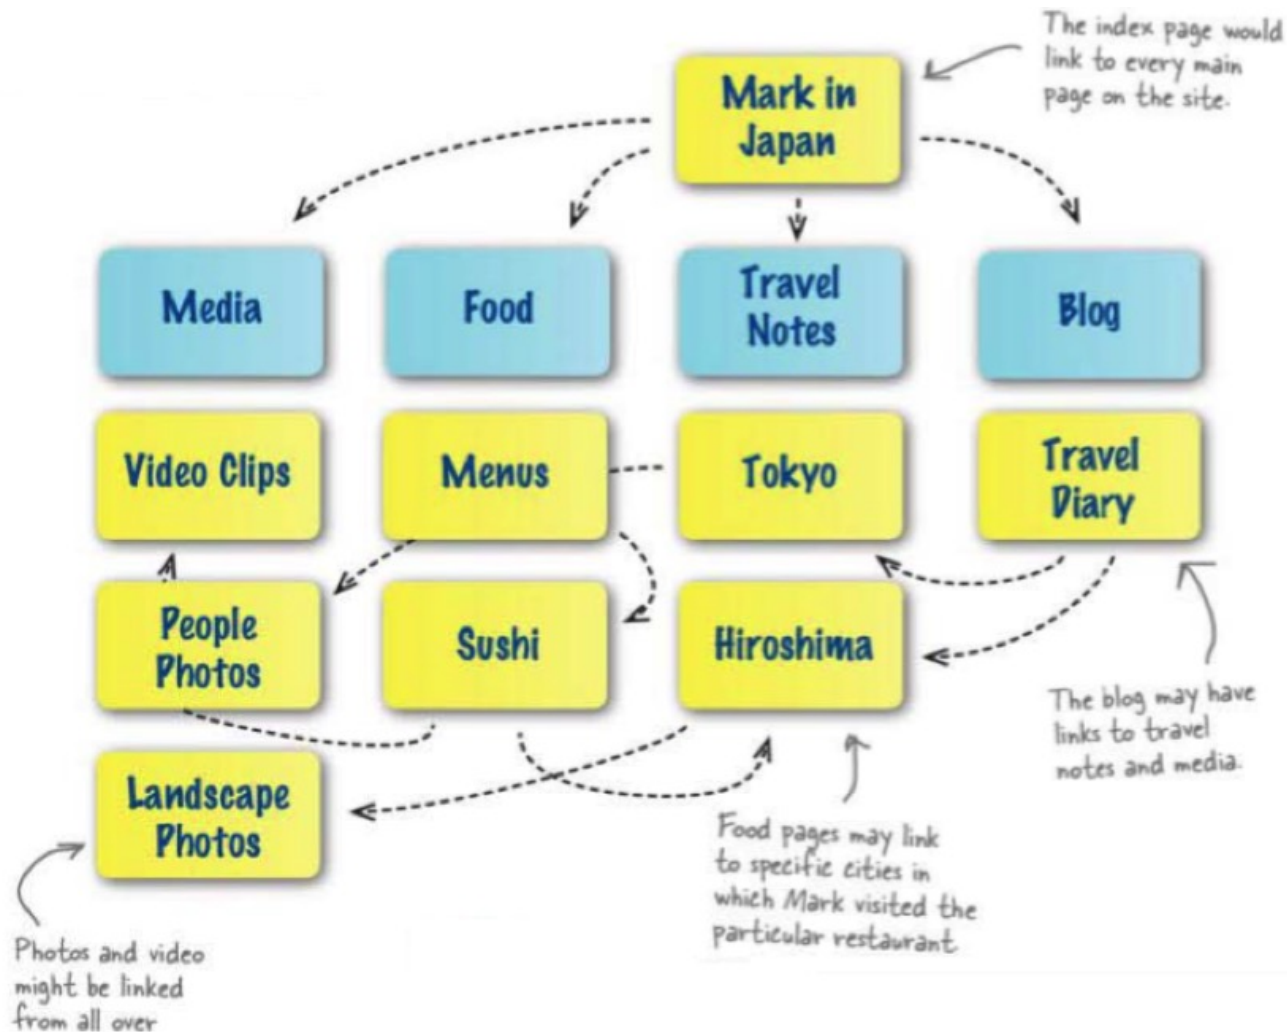 The index page would
link to every main
page on the site.
Mark in
Japan
Media
Food
Travel
Notes
Blog
Video Clips
Menus
Tokyo
Travel
Diary
People
Photos
Sushi
Hiroshima
The blog may have
links to travel
notes and media.
Landscape
Photos
Food pages may link
to specific cities in
which Mark visited the
particular restaurant
Photos and video
might be linked
from all over